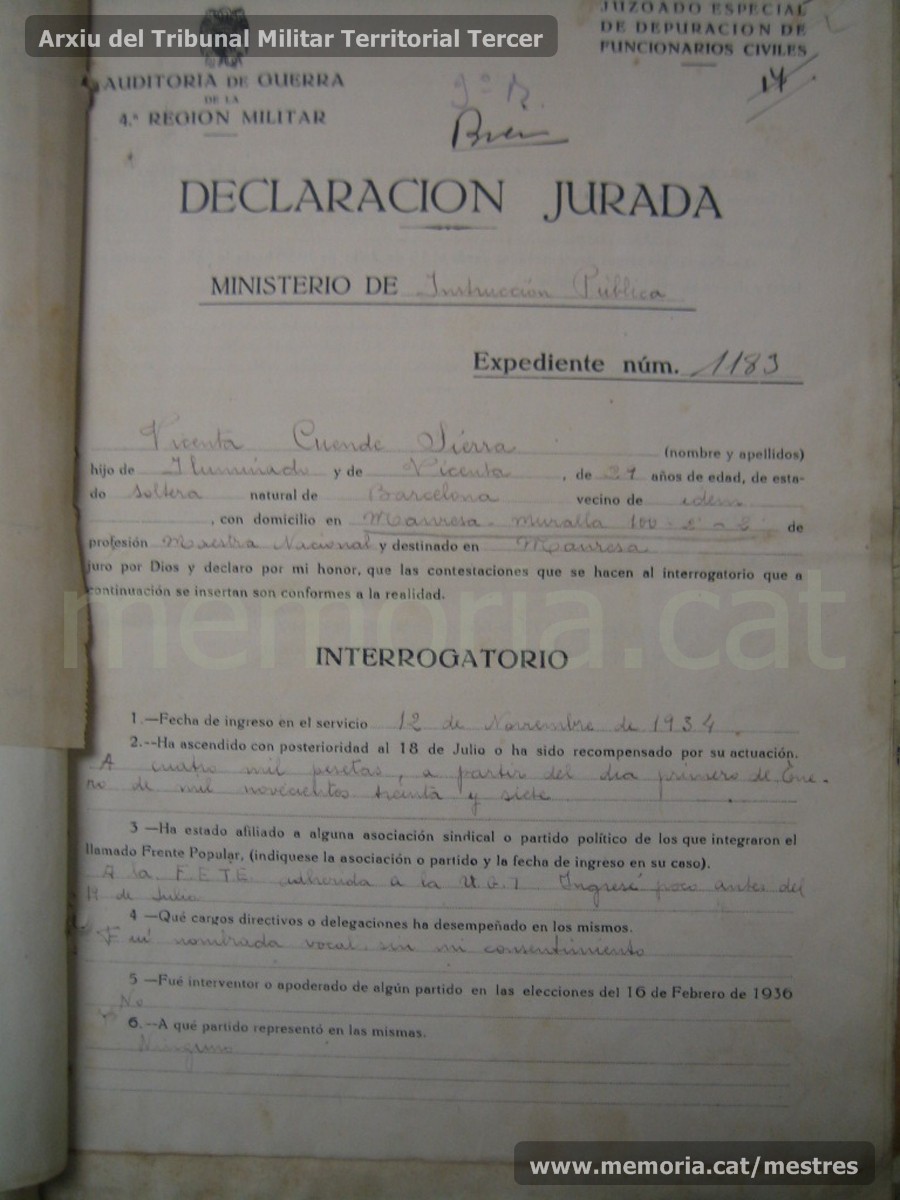 Arxiu del Tribunal Militar Territorial Tercer
JUZGADO ESPECIAL
DE DEPURACION DE
FUNCIONARIOS CIVILES
14
AUDITORIA DE GUERRA
DE LA
4.ª REGION MILITAR
DECLARACION JURADA
MINISTERIO DE Instrucción Pública
Expediente núm. 1183
Vicenta Cuende Sierra (nombre y apellidos)
hijo de Iluminado y de Vicenta, de años de edad, de esta-
do soltera natural de Barcelona vecino de idem
, con domicilio en Manresa - Muralla 100 - 2º - 2ª de
profesión Maestra Nacional y destinado en Manresa
juro por Dios y declaro por mi honor, que las contestaciones que se hacen al interrogatorio que a
continuación se insertan son conformes a la realidad.
memoria.cat
INTERROGATORIO
1.—Fecha de ingreso en el servicio 12 de Novembre de 1934
2.--Ha ascendido con posterioridad al 18 de Julio o ha sido recompensado por su actuación.
A cuatro mil pesetas, a partir del dia primero de Ene-
ro de mil novecientos treinta y siete.
3 —Ha estado afiliado a alguna asociación sindical o partido político de los que integraron el
llamado Frente Popular, (indiquese la asociación o partido y la fecha de ingreso en su caso).
A la F.E.T.E. adherida a la U.G.T Ingresé poco antes del
de Julio
4 —Qué cargos directivos o delegaciones ha desempeñado en los mismos.
Fuí nombrada vocal sin mi consentimiento
5 —Fué interventor o apoderado de algún partido en las elecciones del 16 de Febrero de 1936
No
6.—A qué partido representó en las mismas.
Ninguno
www.memoria.cat/mestres